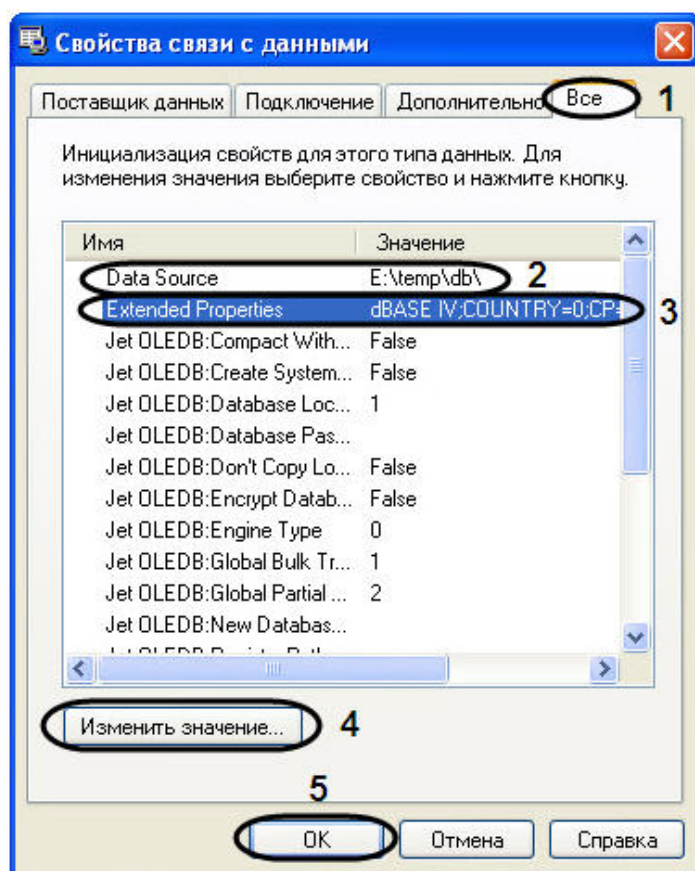 Свойства связи с данными
Поставщик данных Подключение Дополнительно Все 1
Инициализация свойств для этого типа данных. Для
изменения значения выберите свойство и нажмите кнопку.
Имя Значение
Data Source E:\temp\db\ 2
Extended Properties dBASE IV;COUNTRY=0;CP= 3
Jet OLEDB:Compact With... False
Jet OLEDB:Create System... False
Jet OLEDB:Database Loc... 1
Jet OLEDB:Database Pas...
Jet OLEDB:Don't Copy Lo... False
Jet OLEDB:Encrypt Datab... False
Jet OLEDB:Engine Type 0
Jet OLEDB:Global Bulk Tr... 1
Jet OLEDB:Global Partial ... 2
Jet OLEDB:New Databas...
Изменить значение... 4
5
OK Отмена Справка